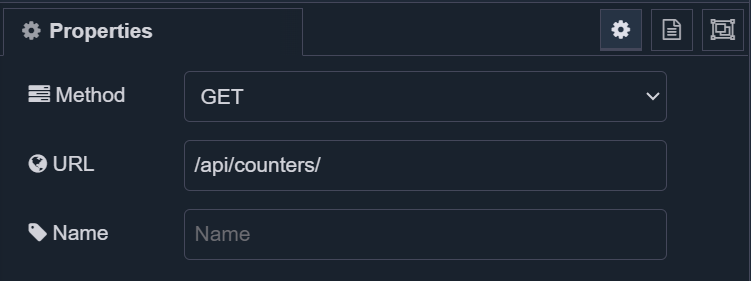 Properties
Method
GET
URL
/api/counters/
Name
Name